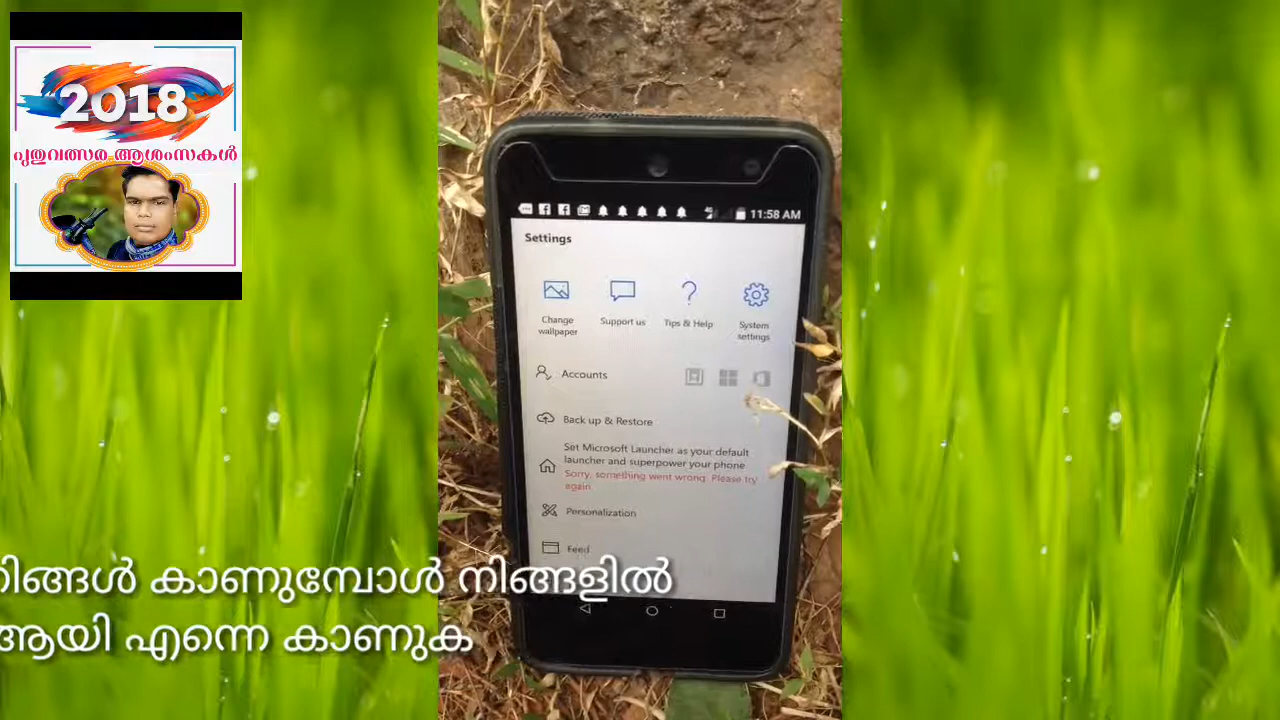 2018
പുതുവത്സര ആശംസകൾ
11:58 AM
Settings
Change wallpaper
Support us
Tips & Help
System settings
Accounts
Back up & Restore
Set Microsoft Launcher as your default
launcher and superpower your phone
Sorry, something went wrong. Please try
again.
Personalization
Feed
നിങ്ങൾ കാണുമ്പോൾ നിങ്ങളിൽ
ആയി എന്നെ കാണുക